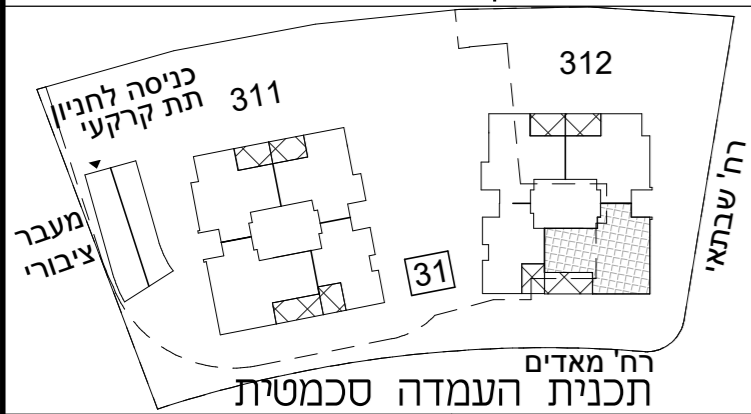 312
311
כניסה לחניון
תת קרקעי
מעבר
ציבורי
31
רח' שבתאי
רח' מאדים
תכנית העמדה סכמטית